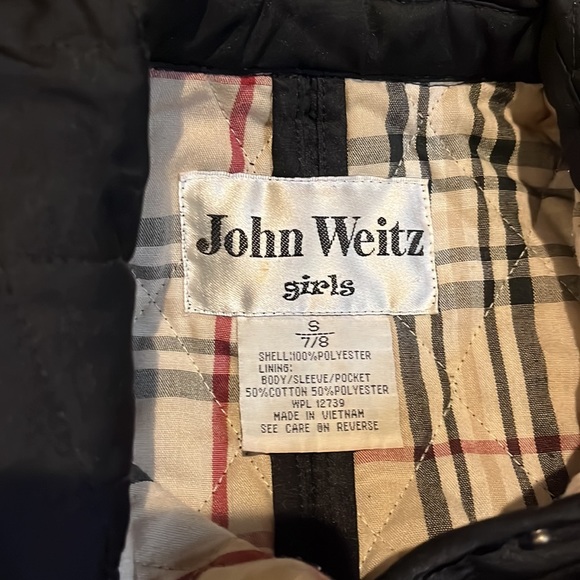 John Weitz
girls
S
7/8
SHELL:100%POLYESTER
LINING:
BODY/SLEEVE/POCKET
50%COTTON 50%POLYESTER
WPL 12739
MADE IN VIETNAM
SEE CARE ON REVERSE